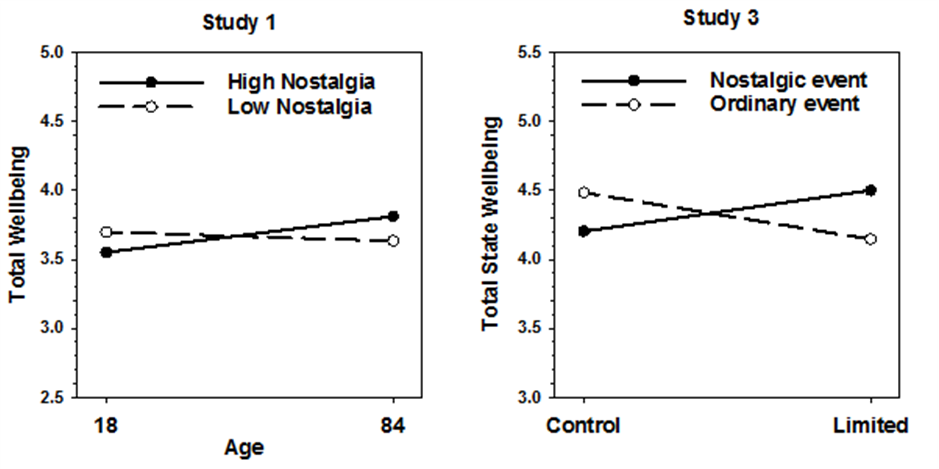 Study 1
Total Wellbeing
5.0
4.5
4.0
3.5
3.0
2.5
High Nostalgia
Low Nostalgia
18
84
Age
Study 3
Total State Wellbeing
5.5
5.0
4.5
4.0
3.5
3.0
Nostalgic event
Ordinary event
Control
Limited